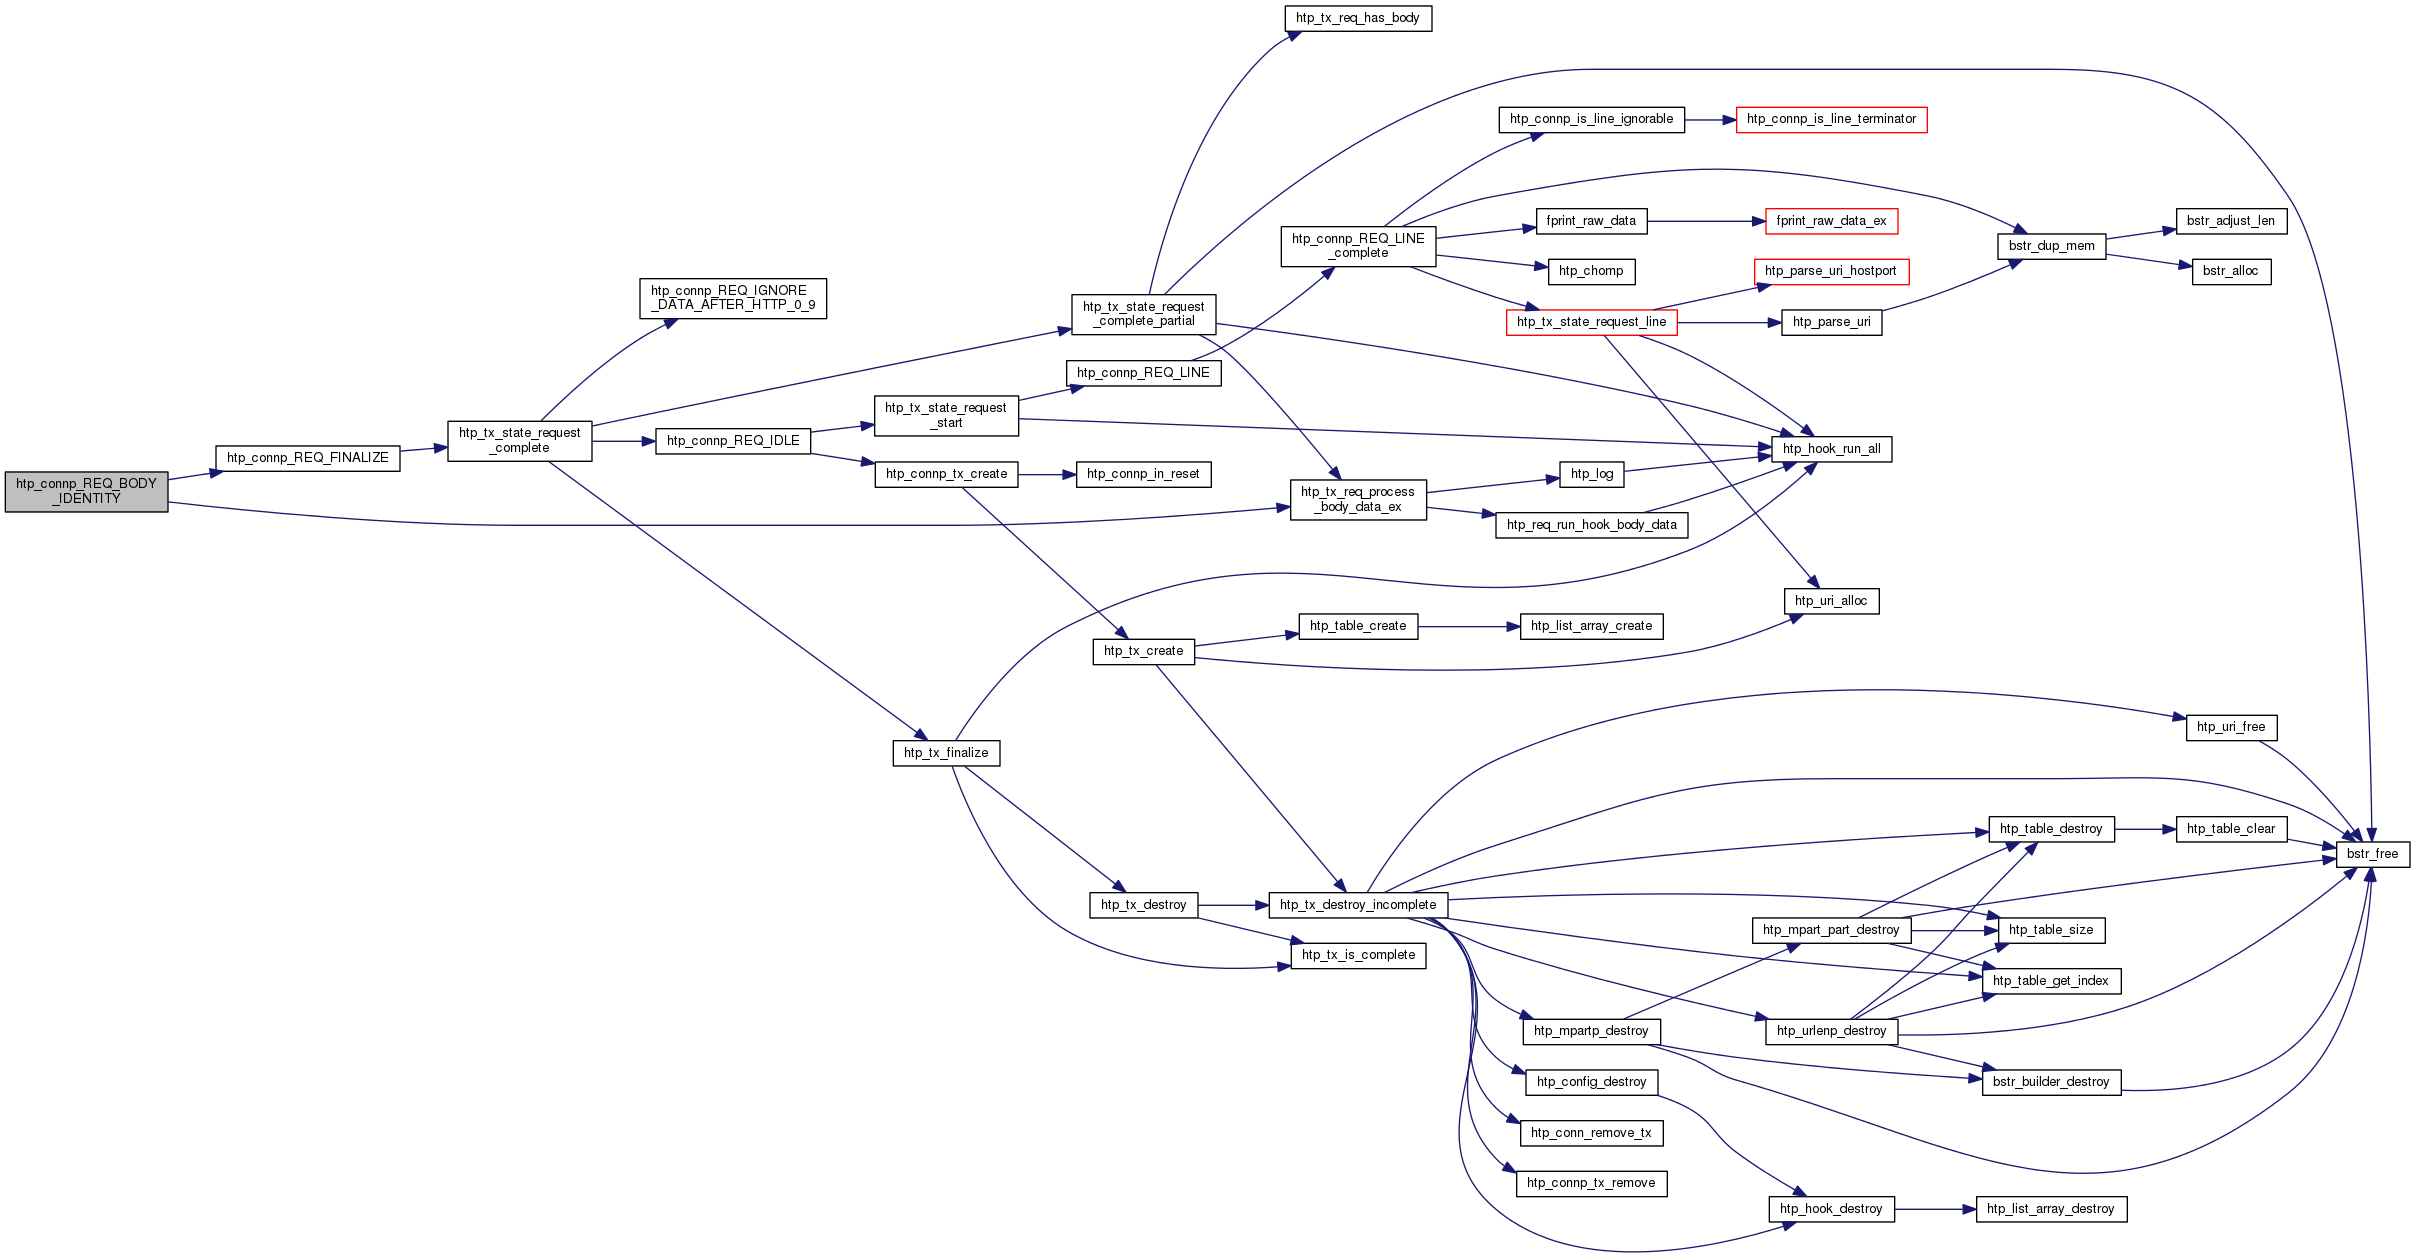 htp_connp_REQ_BODY
_IDENTITY
htp_connp_REQ_FINALIZE
htp_tx_state_request
_complete
htp_connp_REQ_IGNORE
_DATA_AFTER_HTTP_0_9
htp_connp_REQ_IDLE
htp_tx_state_request
_start
htp_connp_tx_create
htp_tx_finalize
htp_tx_state_request
_complete_partial
htp_connp_REQ_LINE
htp_connp_in_reset
htp_tx_create
htp_tx_destroy
htp_tx_req_has_body
htp_connp_REQ_LINE
_complete
htp_tx_req_process
_body_data_ex
htp_table_create
htp_tx_destroy_incomplete
htp_tx_is_complete
htp_connp_is_line_ignorable
fprint_raw_data
htp_chomp
htp_tx_state_request_line
htp_log
htp_req_run_hook_body_data
htp_list_array_create
htp_mpartp_destroy
htp_config_destroy
htp_conn_remove_tx
htp_connp_tx_remove
htp_connp_is_line_terminator
fprint_raw_data_ex
htp_parse_uri_hostport
htp_parse_uri
htp_hook_run_all
htp_uri_alloc
htp_mpart_part_destroy
htp_urlenp_destroy
htp_hook_destroy
bstr_dup_mem
htp_table_destroy
htp_table_size
htp_table_get_index
bstr_builder_destroy
htp_list_array_destroy
bstr_adjust_len
bstr_alloc
htp_uri_free
htp_table_clear
bstr_free